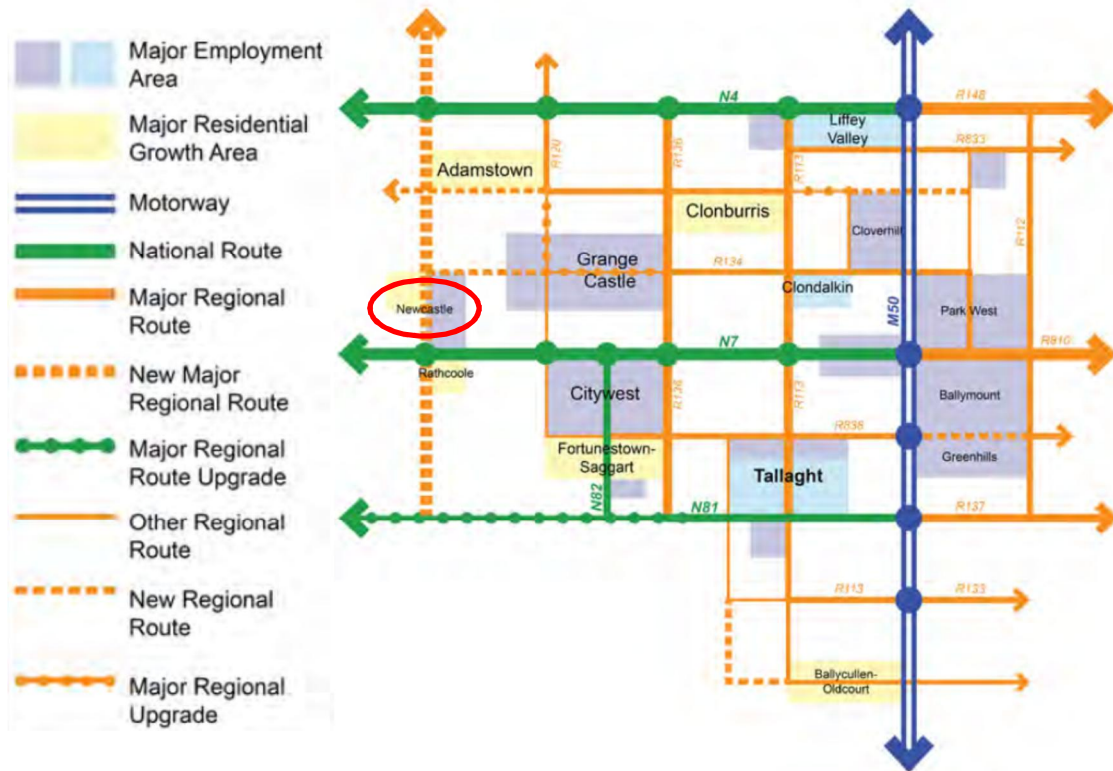 Major Employment
Area
Major Residential
Growth Area
Motorway
National Route
Major Regional
Route
New Major
Regional Route
Major Regional
Route Upgrade
Other Regional
Route
New Regional
Route
Major Regional
Upgrade
N4
R148
Liffey
Valley
R833
R120
R136
R113
Adamstown
Clonburris
Cloverhill
R112
Grange
Castle
R134
Clondalkin
Newcastle
M50
Park West
N7
R810
Rathcoole
Citywest
R136
R113
Ballymount
R838
Fortunestown-
Saggart
Greenhills
Tallaght
N82
N81
R137
R113
R133
Ballycullen-
Oldcourt